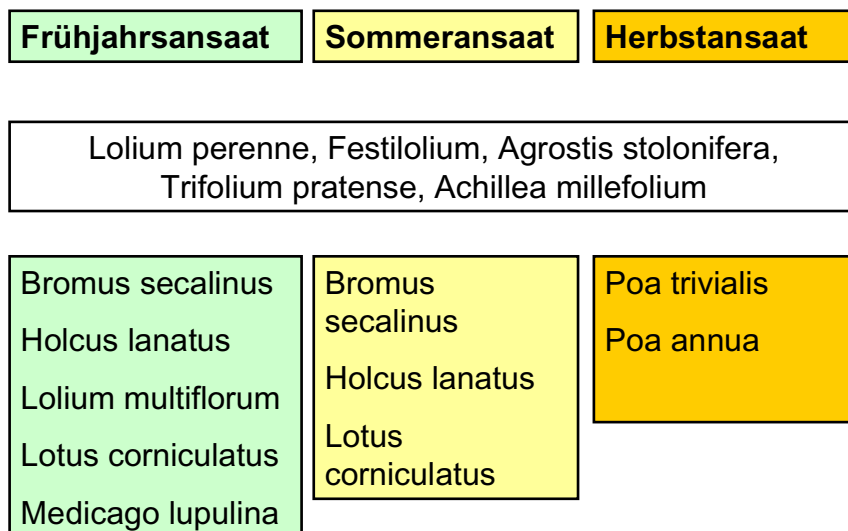 Frühjahrsansaat
Sommeransaat
Herbstansaat
Lolium perenne, Festilolium, Agrostis stolonifera,
Trifolium pratense, Achillea millefolium
Bromus secalinus
Holcus lanatus
Lolium multiflorum
Lotus corniculatus
Medicago lupulina
Bromus
secalinus
Holcus lanatus
Lotus
corniculatus
Poa trivialis
Poa annua